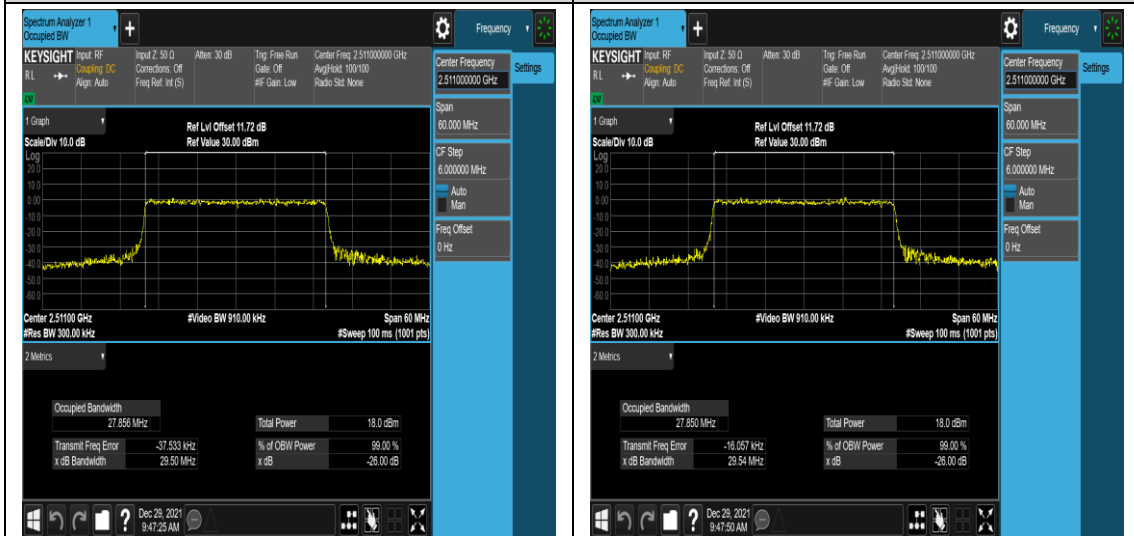 Spectrum Analyzer 1
Occupied BW
Frequency
KEYSIGHT Input: RF Input Z: 50 Ω Atten: 30 dB Trig: Free Run Center Freq: 2.511000000 GHz
RL Coupling: DC Corrections: Off Gate: Off Avg|Hold: 100/100
Align: Auto Freq Ref: Int (S) #IF Gain: Low Radio Std: None
Center Frequency
2.511000000 GHz
Settings
Span
60.000 MHz
CF Step
6.000000 MHz
Auto
Man
Freq Offset
0 Hz
1 Graph
Ref Lvl Offset 11.72 dB
Scale/Div 10.0 dB Ref Value 30.00 dBm
Log
20.0
10.0
0.00
-10.0
-20.0
-30.0
-40.0
-50.0
-60.0
Center 2.51100 GHz #Video BW 910.00 kHz Span 60 MHz
#Res BW 300.00 kHz #Sweep 100 ms (1001 pts)
2 Metrics
Occupied Bandwidth
27.856 MHz Total Power 18.0 dBm
Transmit Freq Error -37.533 kHz % of OBW Power 99.00 %
x dB Bandwidth 29.50 MHz x dB -26.00 dB
Dec 29, 2021
9:47:25 AM
Spectrum Analyzer 1
Occupied BW
Frequency
KEYSIGHT Input: RF Input Z: 50 Ω Atten: 30 dB Trig: Free Run Center Freq: 2.511000000 GHz
RL Coupling: DC Corrections: Off Gate: Off Avg|Hold: 100/100
Align: Auto Freq Ref: Int (S) #IF Gain: Low Radio Std: None
Center Frequency
2.511000000 GHz
Settings
Span
60.000 MHz
CF Step
6.000000 MHz
Auto
Man
Freq Offset
0 Hz
1 Graph
Ref Lvl Offset 11.72 dB
Scale/Div 10.0 dB Ref Value 30.00 dBm
Log
20.0
10.0
0.00
-10.0
-20.0
-30.0
-40.0
-50.0
-60.0
Center 2.51100 GHz #Video BW 910.00 kHz Span 60 MHz
#Res BW 300.00 kHz #Sweep 100 ms (1001 pts)
2 Metrics
Occupied Bandwidth
27.850 MHz Total Power 18.0 dBm
Transmit Freq Error -16.057 kHz % of OBW Power 99.00 %
x dB Bandwidth 29.54 MHz x dB -26.00 dB
Dec 29, 2021
9:47:50 AM